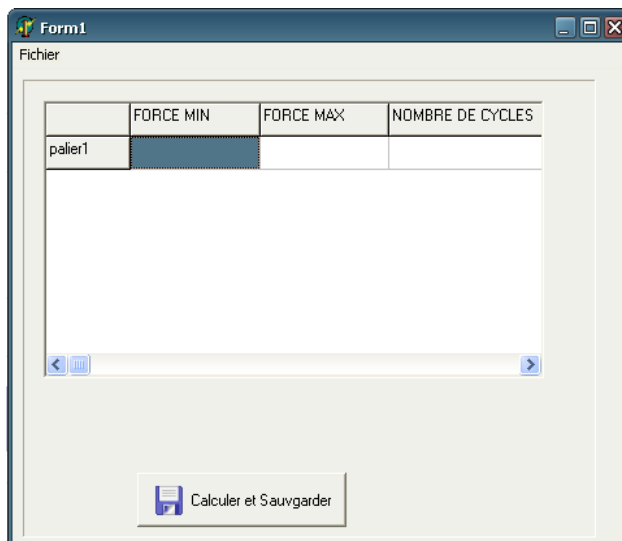 Form1
Fichier
FORCE MIN FORCE MAX NOMBRE DE CYCLES
palier1
Calculer et Sauvgarder